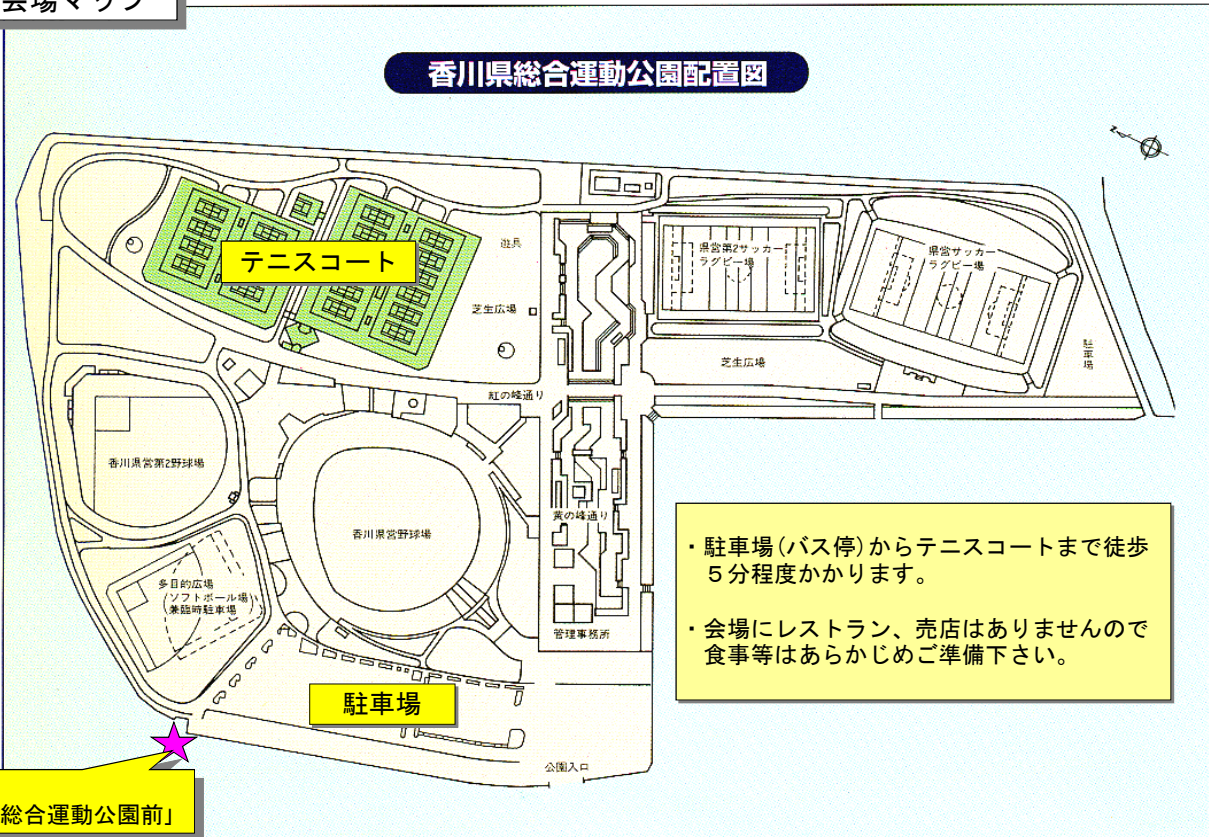 会場マップ
香川県総合運動公園配置図
N
テニスコート
遊具
芝生広場
県営第2サッカー
ラグビー場
県営サッカー
ラグビー場
駐車場
芝生広場
紅の峰通り
香川県営第2野球場
香川県営野球場
黄の峰通り
多目的広場
(ソフトボール場)
兼臨時駐車場
管理事務所
・駐車場(バス停)からテニスコートまで徒歩
5分程度かかります。
・会場にレストラン、売店はありませんので
食事等はあらかじめご準備下さい。
駐車場
公園入口
総合運動公園前」